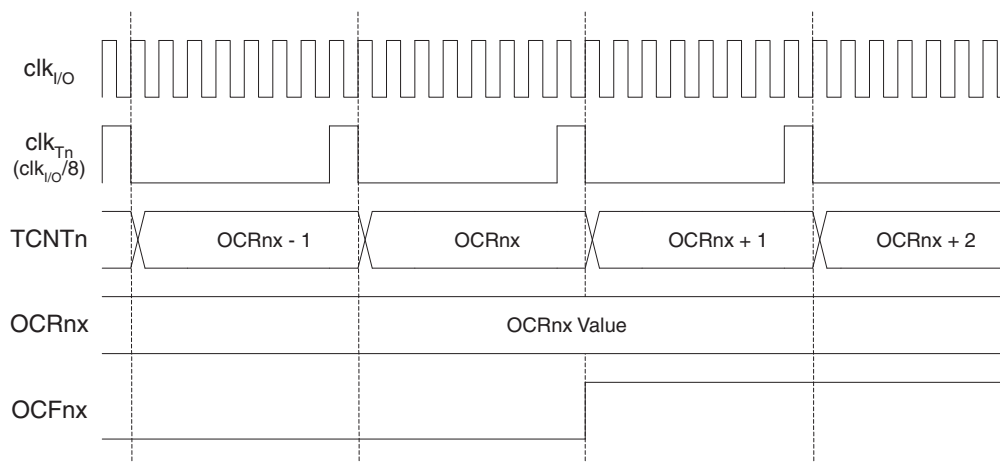 clkI/O
clkTn
(clkI/O/8)
TCNTn
OCRnx - 1
OCRnx
OCRnx + 1
OCRnx + 2
OCRnx
OCRnx Value
OCFnx